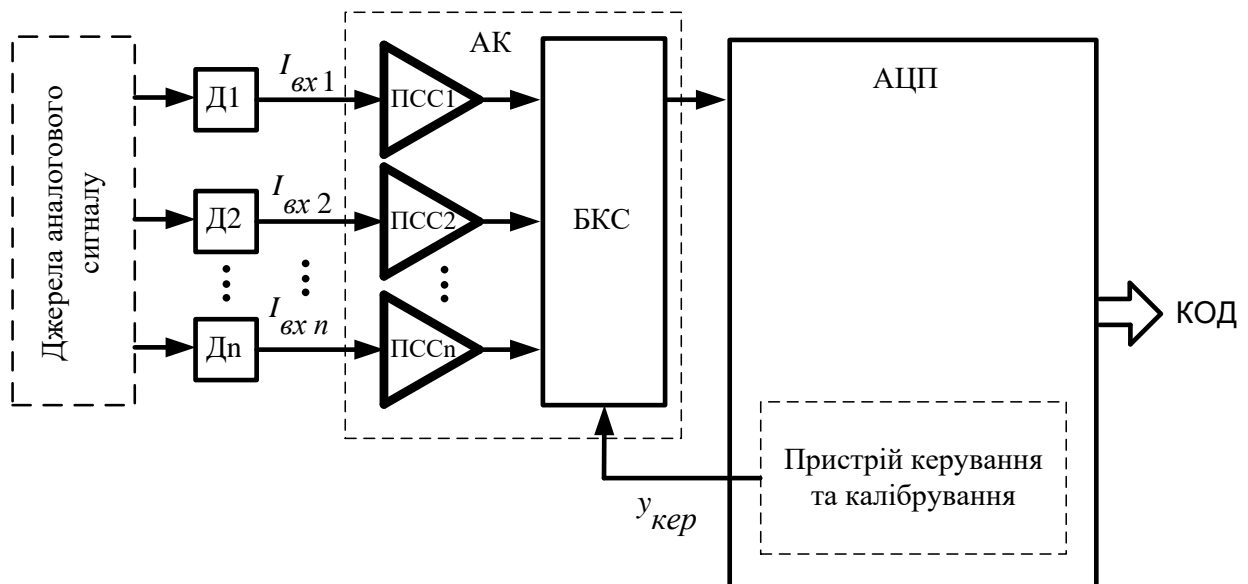 Джерела аналогового
сигналу
Д1
I вх 1
ПСС1
АК
БКС
АЦП
Д2
I вх 2
ПСС2
Дn
I вх n
ПССn
КОД
Пристрій керування
та калібрування
y кер